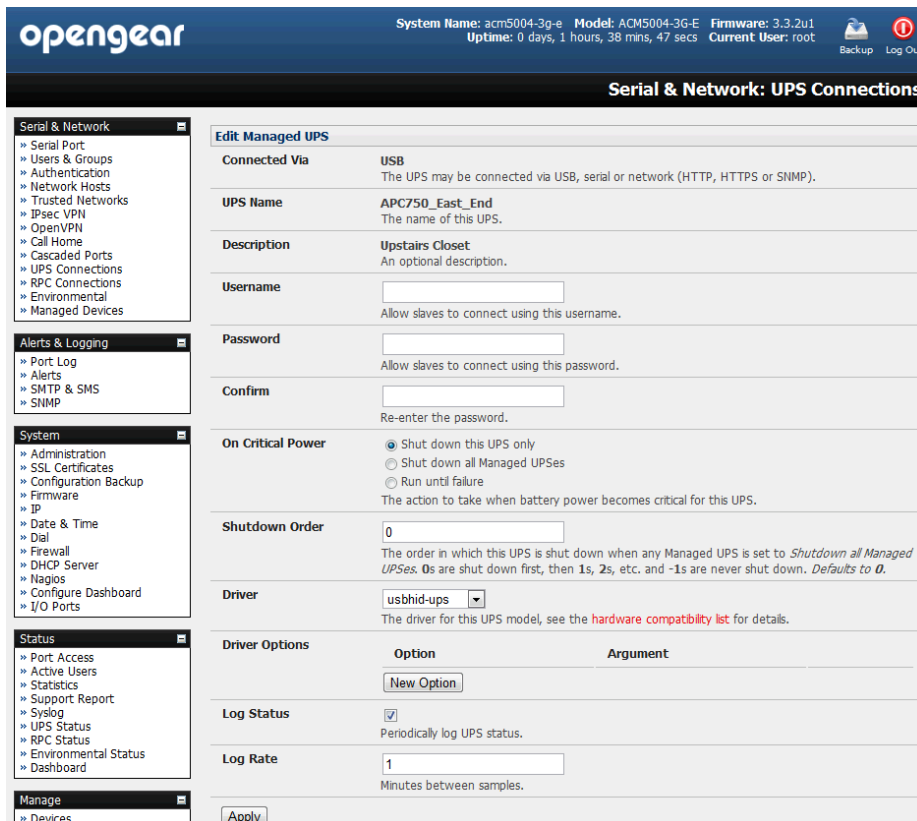 opengear
System Name: acm5004-3g-e Model: ACM5004-3G-E Firmware: 3.3.2u1
Uptime: 0 days, 1 hours, 38 mins, 47 secs Current User: root
Backup
Log Ou
Serial & Network: UPS Connections
Serial & Network
» Serial Port
» Users & Groups
» Authentication
» Network Hosts
» Trusted Networks
» IPsec VPN
» OpenVPN
» Call Home
» Cascaded Ports
» UPS Connections
» RPC Connections
» Environmental
» Managed Devices
Alerts & Logging
» Port Log
» Alerts
» SMTP & SMS
» SNMP
System
» Administration
» SSL Certificates
» Configuration Backup
» Firmware
» IP
» Date & Time
» Dial
» Firewall
» DHCP Server
» Nagios
» Configure Dashboard
» I/O Ports
Status
» Port Access
» Active Users
» Statistics
» Support Report
» Syslog
» UPS Status
» RPC Status
» Environmental Status
» Dashboard
Manage
» Devices
Edit Managed UPS
Connected Via
USB
The UPS may be connected via USB, serial or network (HTTP, HTTPS or SNMP).
UPS Name
APC750_East_End
The name of this UPS.
Description
Upstairs Closet
An optional description.
Username
Allow slaves to connect using this username.
Password
Allow slaves to connect using this password.
Confirm
Re-enter the password.
On Critical Power
Shut down this UPS only
Shut down all Managed UPSes
Run until failure
The action to take when battery power becomes critical for this UPS.
Shutdown Order
0
The order in which this UPS is shut down when any Managed UPS is set to Shutdown all Managed
UPSes. 0s are shut down first, then 1s, 2s, etc. and -1s are never shut down. Defaults to 0.
Driver
usbhid-ups
The driver for this UPS model, see the hardware compatibility list for details.
Driver Options
Option Argument
New Option
Log Status
Periodically log UPS status.
Log Rate
1
Minutes between samples.
Apply